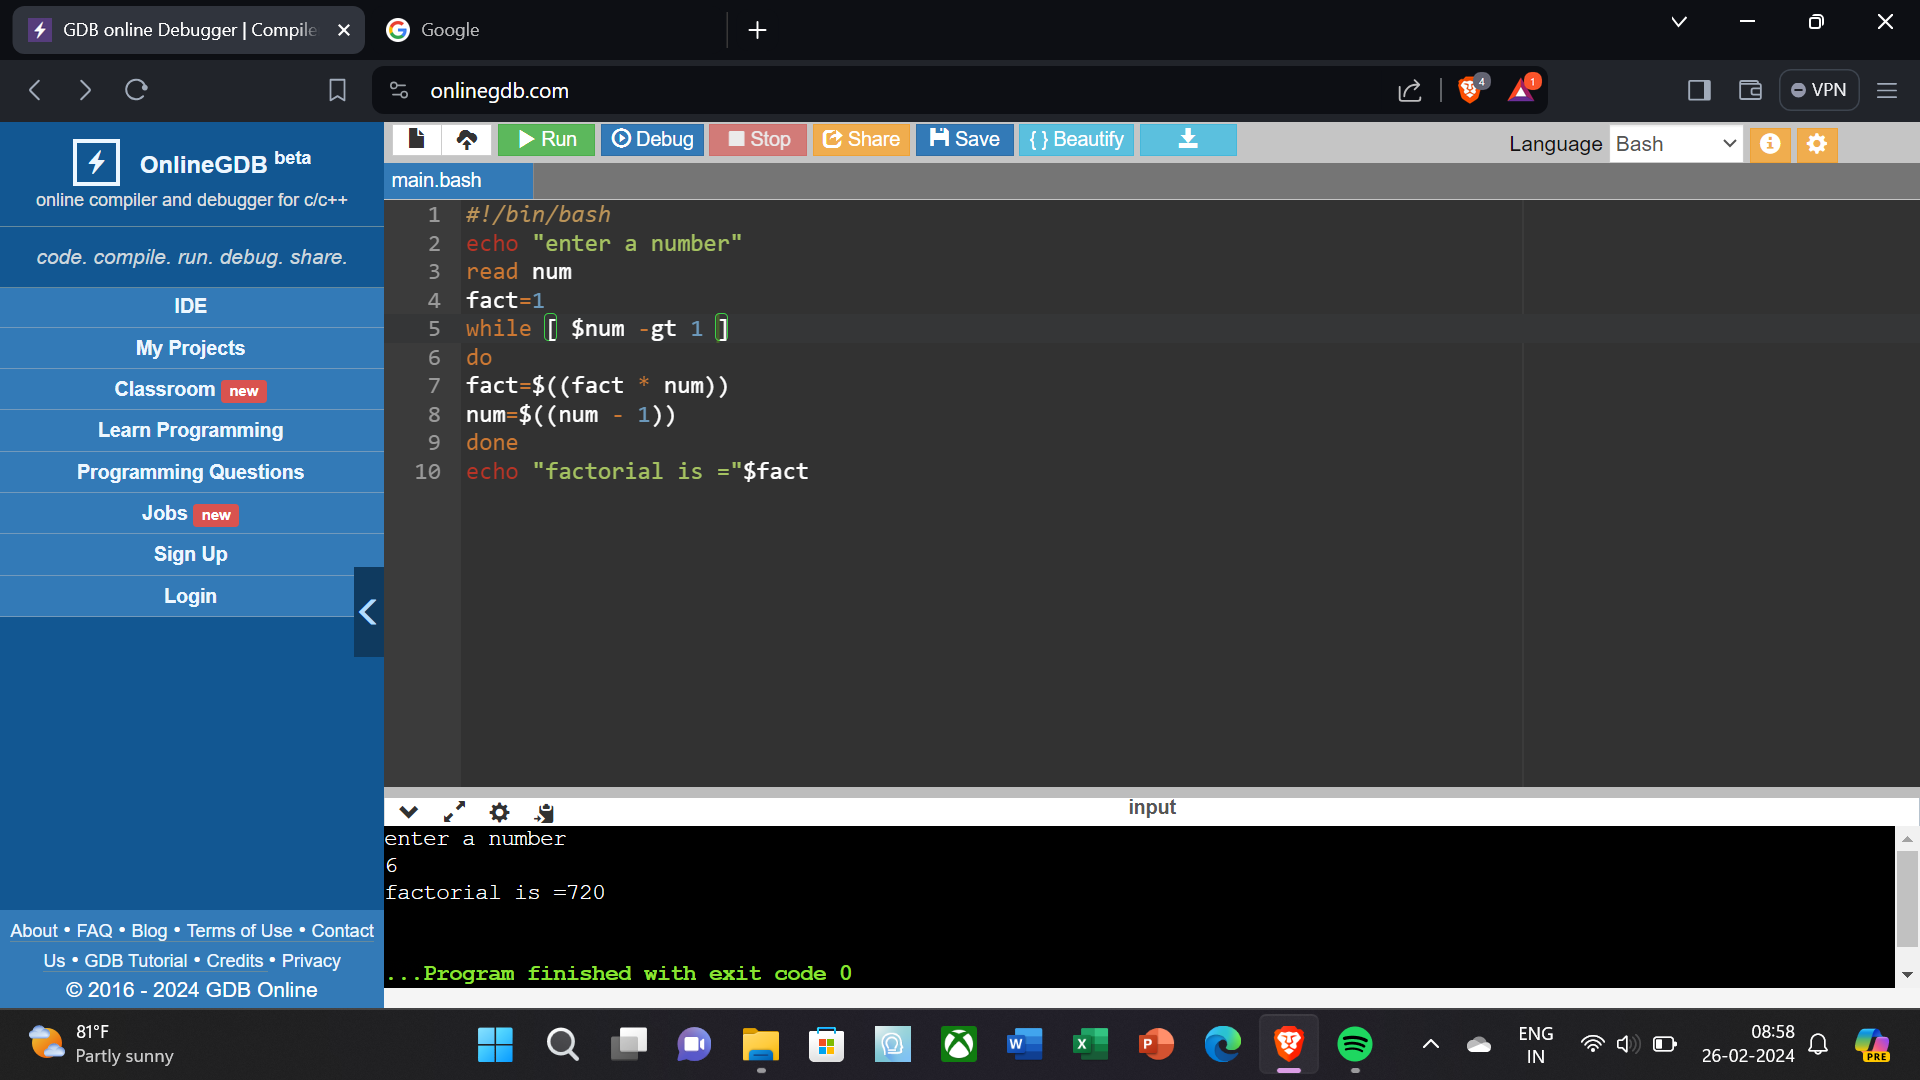 GDB online Debugger | Compile
Google
onlinegdb.com
4
1
VPN
OnlineGDB beta
online compiler and debugger for c/c++
code. compile. run. debug. share.
IDE
My Projects
Classroom new
Learn Programming
Programming Questions
Jobs new
Sign Up
Login
About • FAQ • Blog • Terms of Use • Contact
Us • GDB Tutorial • Credits • Privacy
© 2016 - 2024 GDB Online
Run Debug Stop Share Save { } Beautify
Language Bash
main.bash
1 #!/bin/bash
2 echo "enter a number"
3 read num
4 fact=1
5 while [ $num -gt 1 ]
6 do
7 fact=$((fact * num))
8 num=$((num - 1))
9 done
10 echo "factorial is ="$fact
input
enter a number
6
factorial is =720
...Program finished with exit code 0
81°F
Partly sunny
W
X
P
ENG
IN
08:58
26-02-2024
PRE